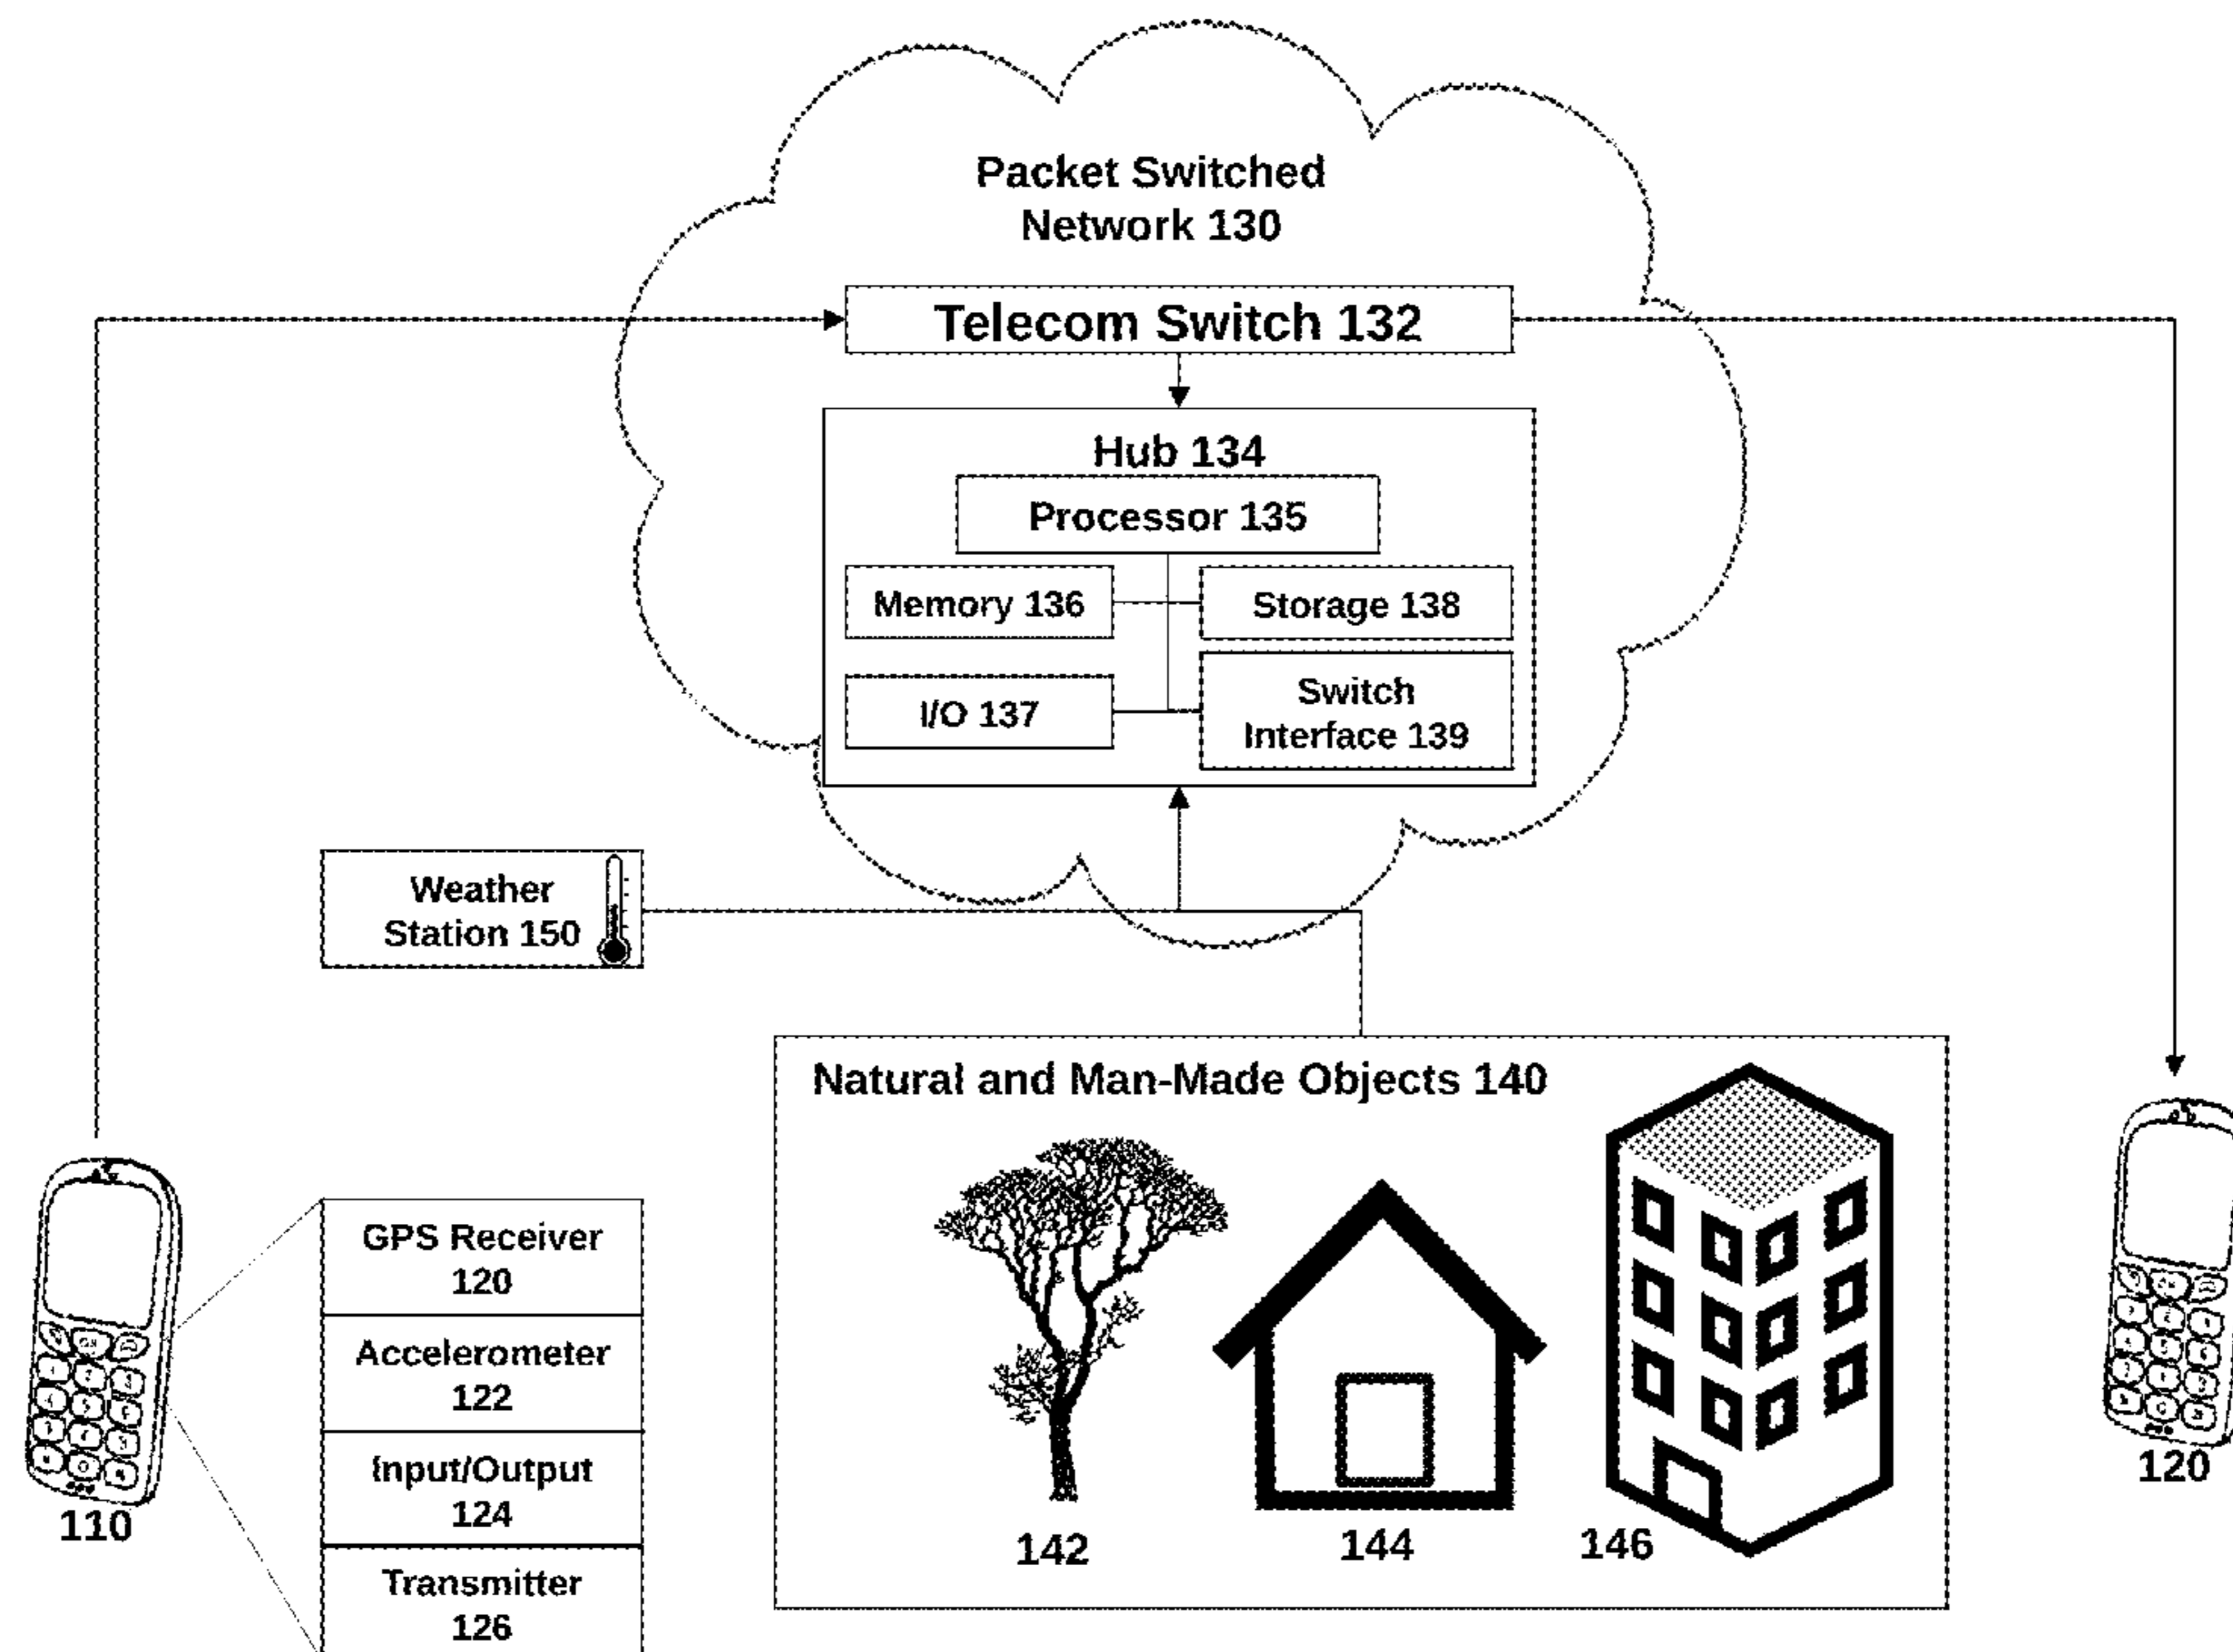 Packet Switched
Network 130
Telecom Switch 132
Hub 134
Processor 135
Memory 136
Storage 138
I/O 137
Switch
Interface 139
Weather
Station 150
Natural and Man-Made Objects 140
GPS Receiver
120
Accelerometer
122
Input/Output
124
Transmitter
126
110
142
144
146
120